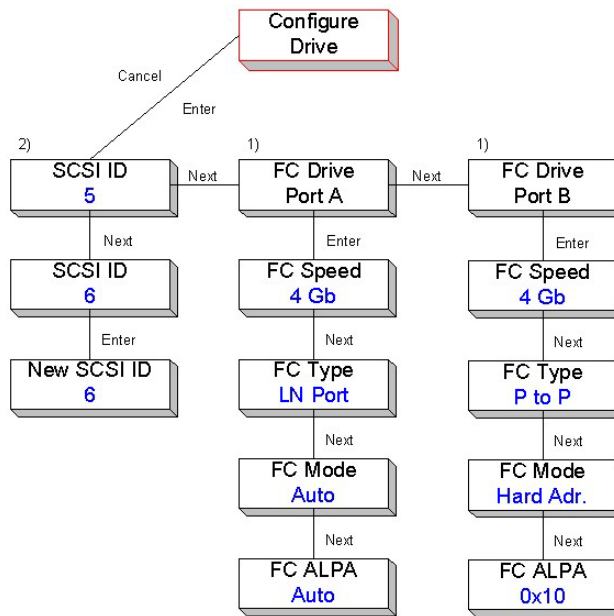 Configure
Drive
Cancel
Enter
2)
1)
1)
SCSI ID
5
Next
FC Drive
Port A
Next
FC Drive
Port B
Next
Enter
Enter
SCSI ID
6
FC Speed
4 Gb
FC Speed
4 Gb
Enter
Next
Next
New SCSI ID
6
FC Type
LN Port
FC Type
P to P
Next
Next
FC Mode
Auto
FC Mode
Hard Adr.
Next
Next
FC ALPA
Auto
FC ALPA
0x10